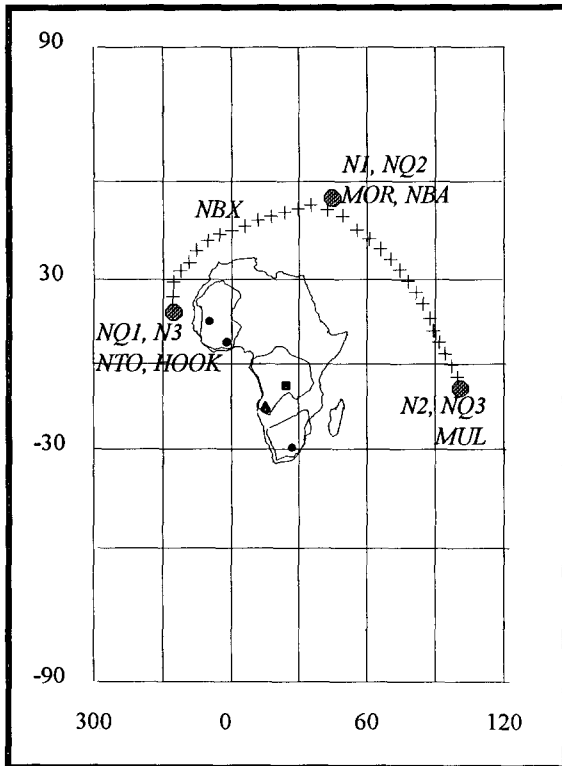 90
N1, NQ2
MOR, NBA
NBX
30
NQ1, N3
NTO, HOOK
N2, NQ3
MUL
-30
-90
300 0 60 120